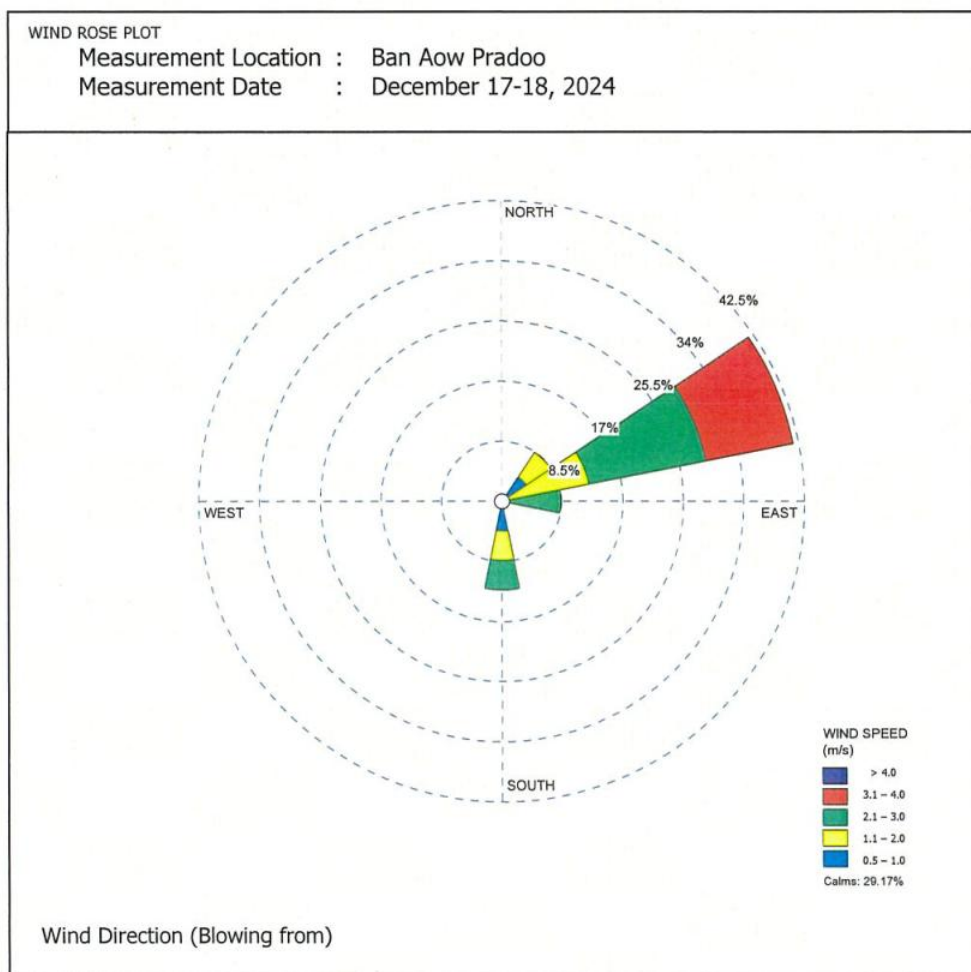 WIND ROSE PLOT
Measurement Location : Ban Aow Pradoo
Measurement Date : December 17-18, 2024
NORTH
42.5%
34%
25.5%
17%
8.5%
WEST
EAST
SOUTH
WIND SPEED
(m/s)
> 4.0
3.1 – 4.0
2.1 – 3.0
1.1 – 2.0
0.5 – 1.0
Calms: 29.17%
Wind Direction (Blowing from)